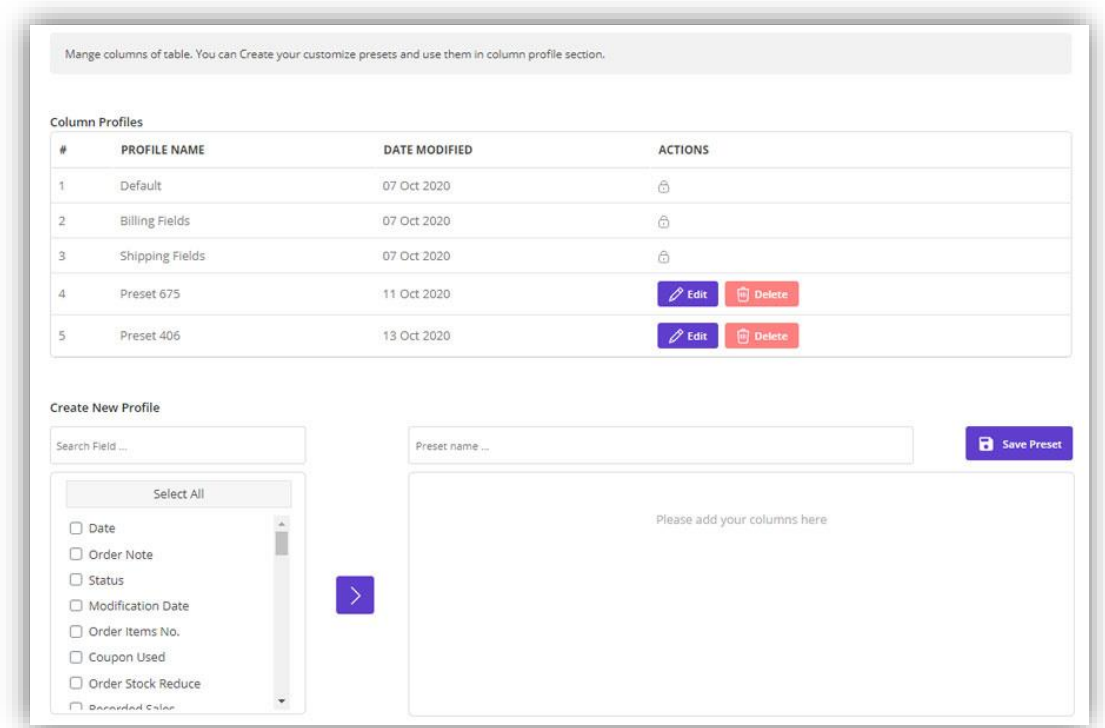 Mange columns of table. You can Create your customize presets and use them in column profile section.
Column Profiles
# PROFILE NAME DATE MODIFIED ACTIONS
1 Default 07 Oct 2020
2 Billing Fields 07 Oct 2020
3 Shipping Fields 07 Oct 2020
4 Preset 675 11 Oct 2020 Edit Delete
5 Preset 406 13 Oct 2020 Edit Delete
Create New Profile
Search Field ... Preset name ... Save Preset
Select All
Please add your columns here
Date
Order Note
Status
Modification Date
Order Items No.
Coupon Used
Order Stock Reduce
Recorded Sales